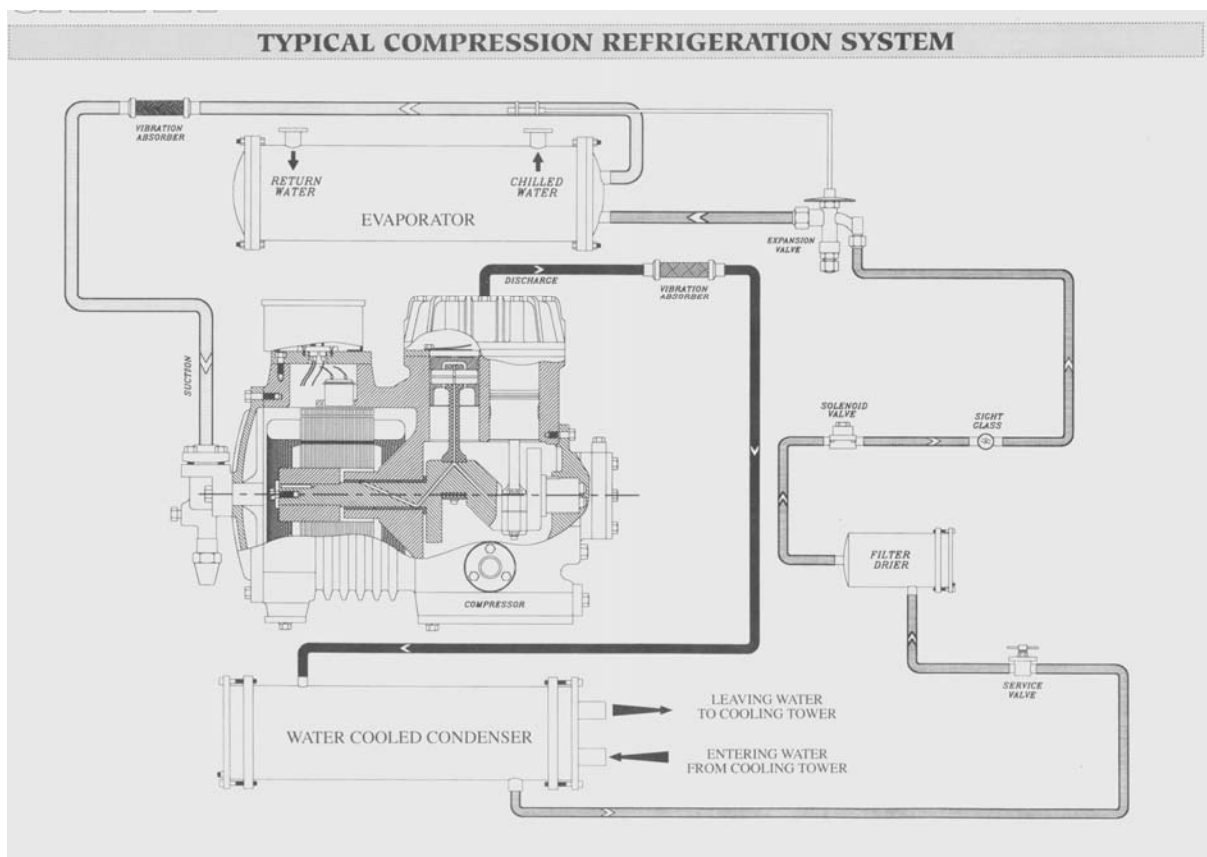 TYPICAL COMPRESSION REFRIGERATION SYSTEM
VIBRATION
ABSORBER
RETURN
WATER
CHILLED
WATER
EVAPORATOR
EXPANSION
VALVE
DISCHARGE
VIBRATION
ABSORBER
SUCTION
SOLENOID
VALVE
SIGHT
GLASS
FILTER
DRIER
COMPRESSOR
SERVICE
VALVE
WATER COOLED CONDENSER
LEAVING WATER
TO COOLING TOWER
ENTERING WATER
FROM COOLING TOWER